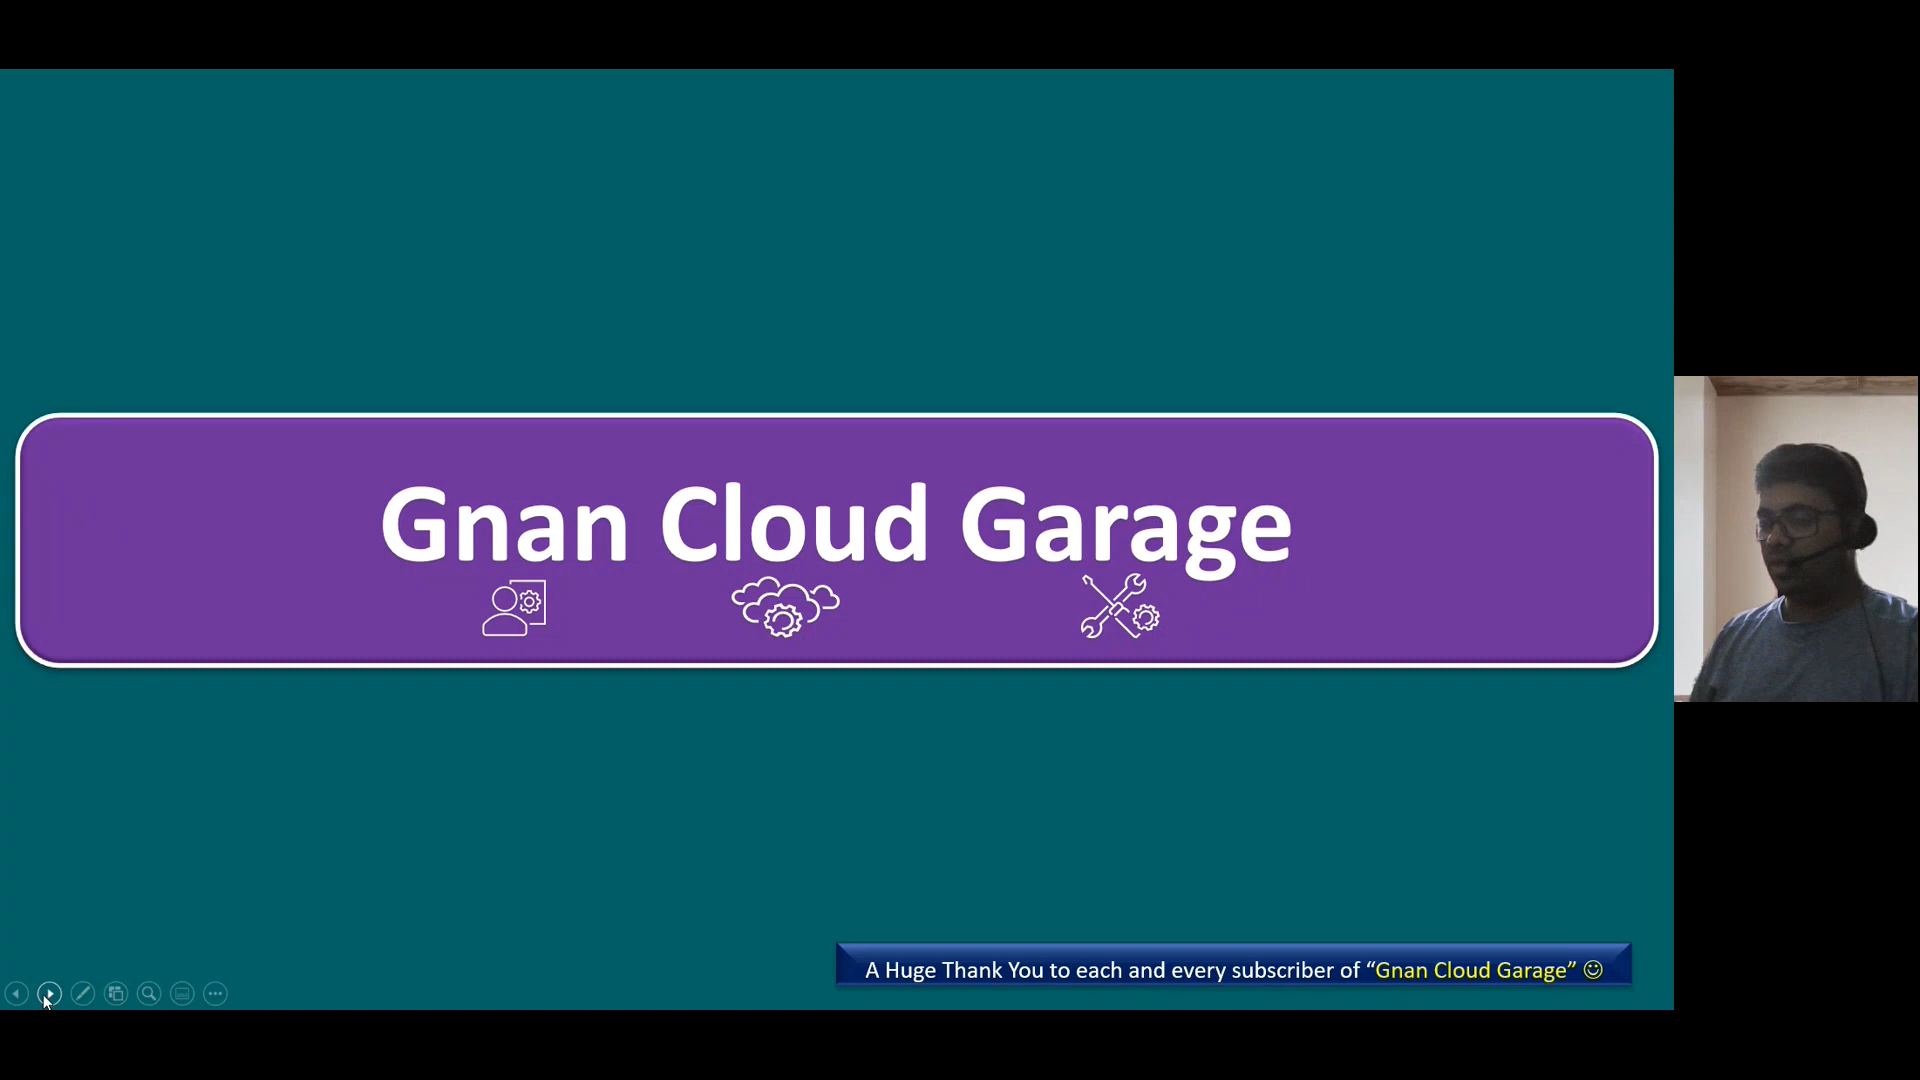 Gnan Cloud Garage
A Huge Thank You to each and every subscriber of “Gnan Cloud Garage” ☺